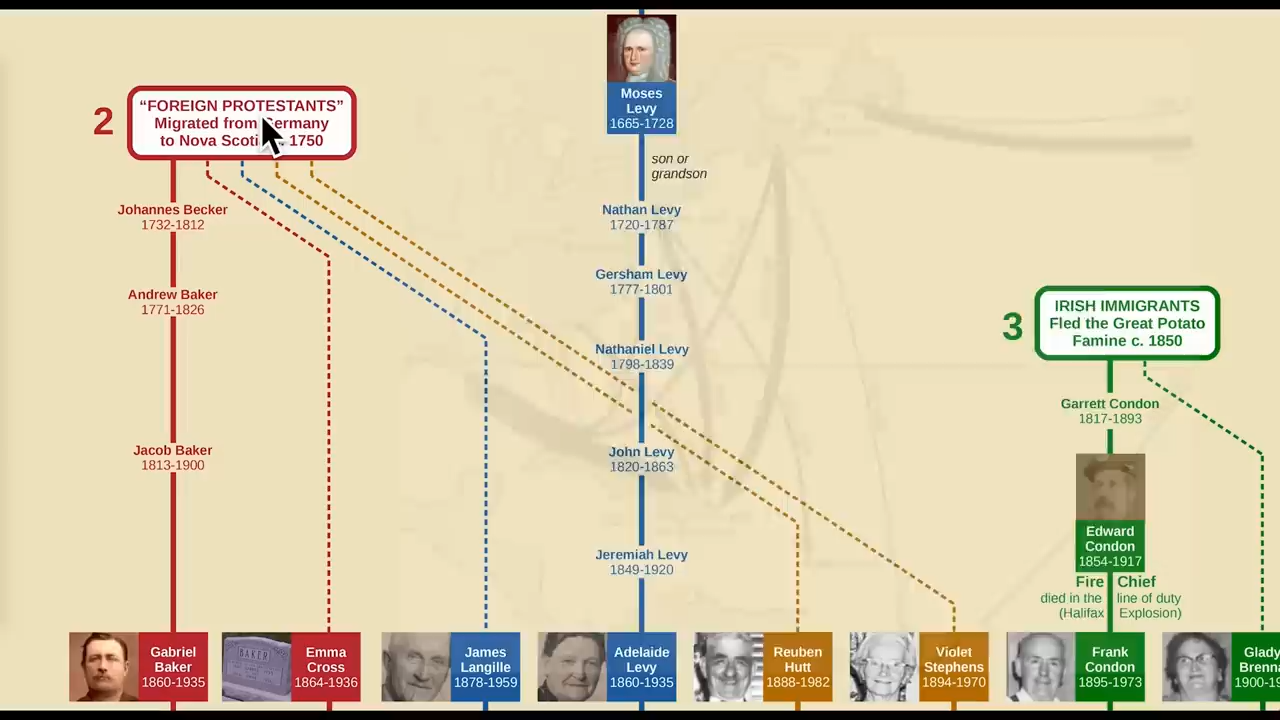 Moses
Levy
1665-1728
2
“FOREIGN PROTESTANTS”
Migrated from Germany
to Nova Scoti 1750
son or
grandson
Johannes Becker
1732-1812
Nathan Levy
1720-1787
Gersham Levy
1777-1801
Andrew Baker
1771-1826
3
IRISH IMMIGRANTS
Fled the Great Potato
Famine c. 1850
Nathaniel Levy
1798-1839
Garrett Condon
1817-1893
Jacob Baker
1813-1900
John Levy
1820-1863
Edward
Condon
1854-1917
Jeremiah Levy
1849-1920
Fire Chief
died in the line of duty
(Halifax Explosion)
BAKER
Gabriel
Baker
1860-1935
Emma
Cross
1864-1936
James
Langille
1878-1959
Adelaide
Levy
1860-1935
Reuben
Hutt
1888-1982
Violet
Stephens
1894-1970
Frank
Condon
1895-1973
Glady
Brenna
1900-19